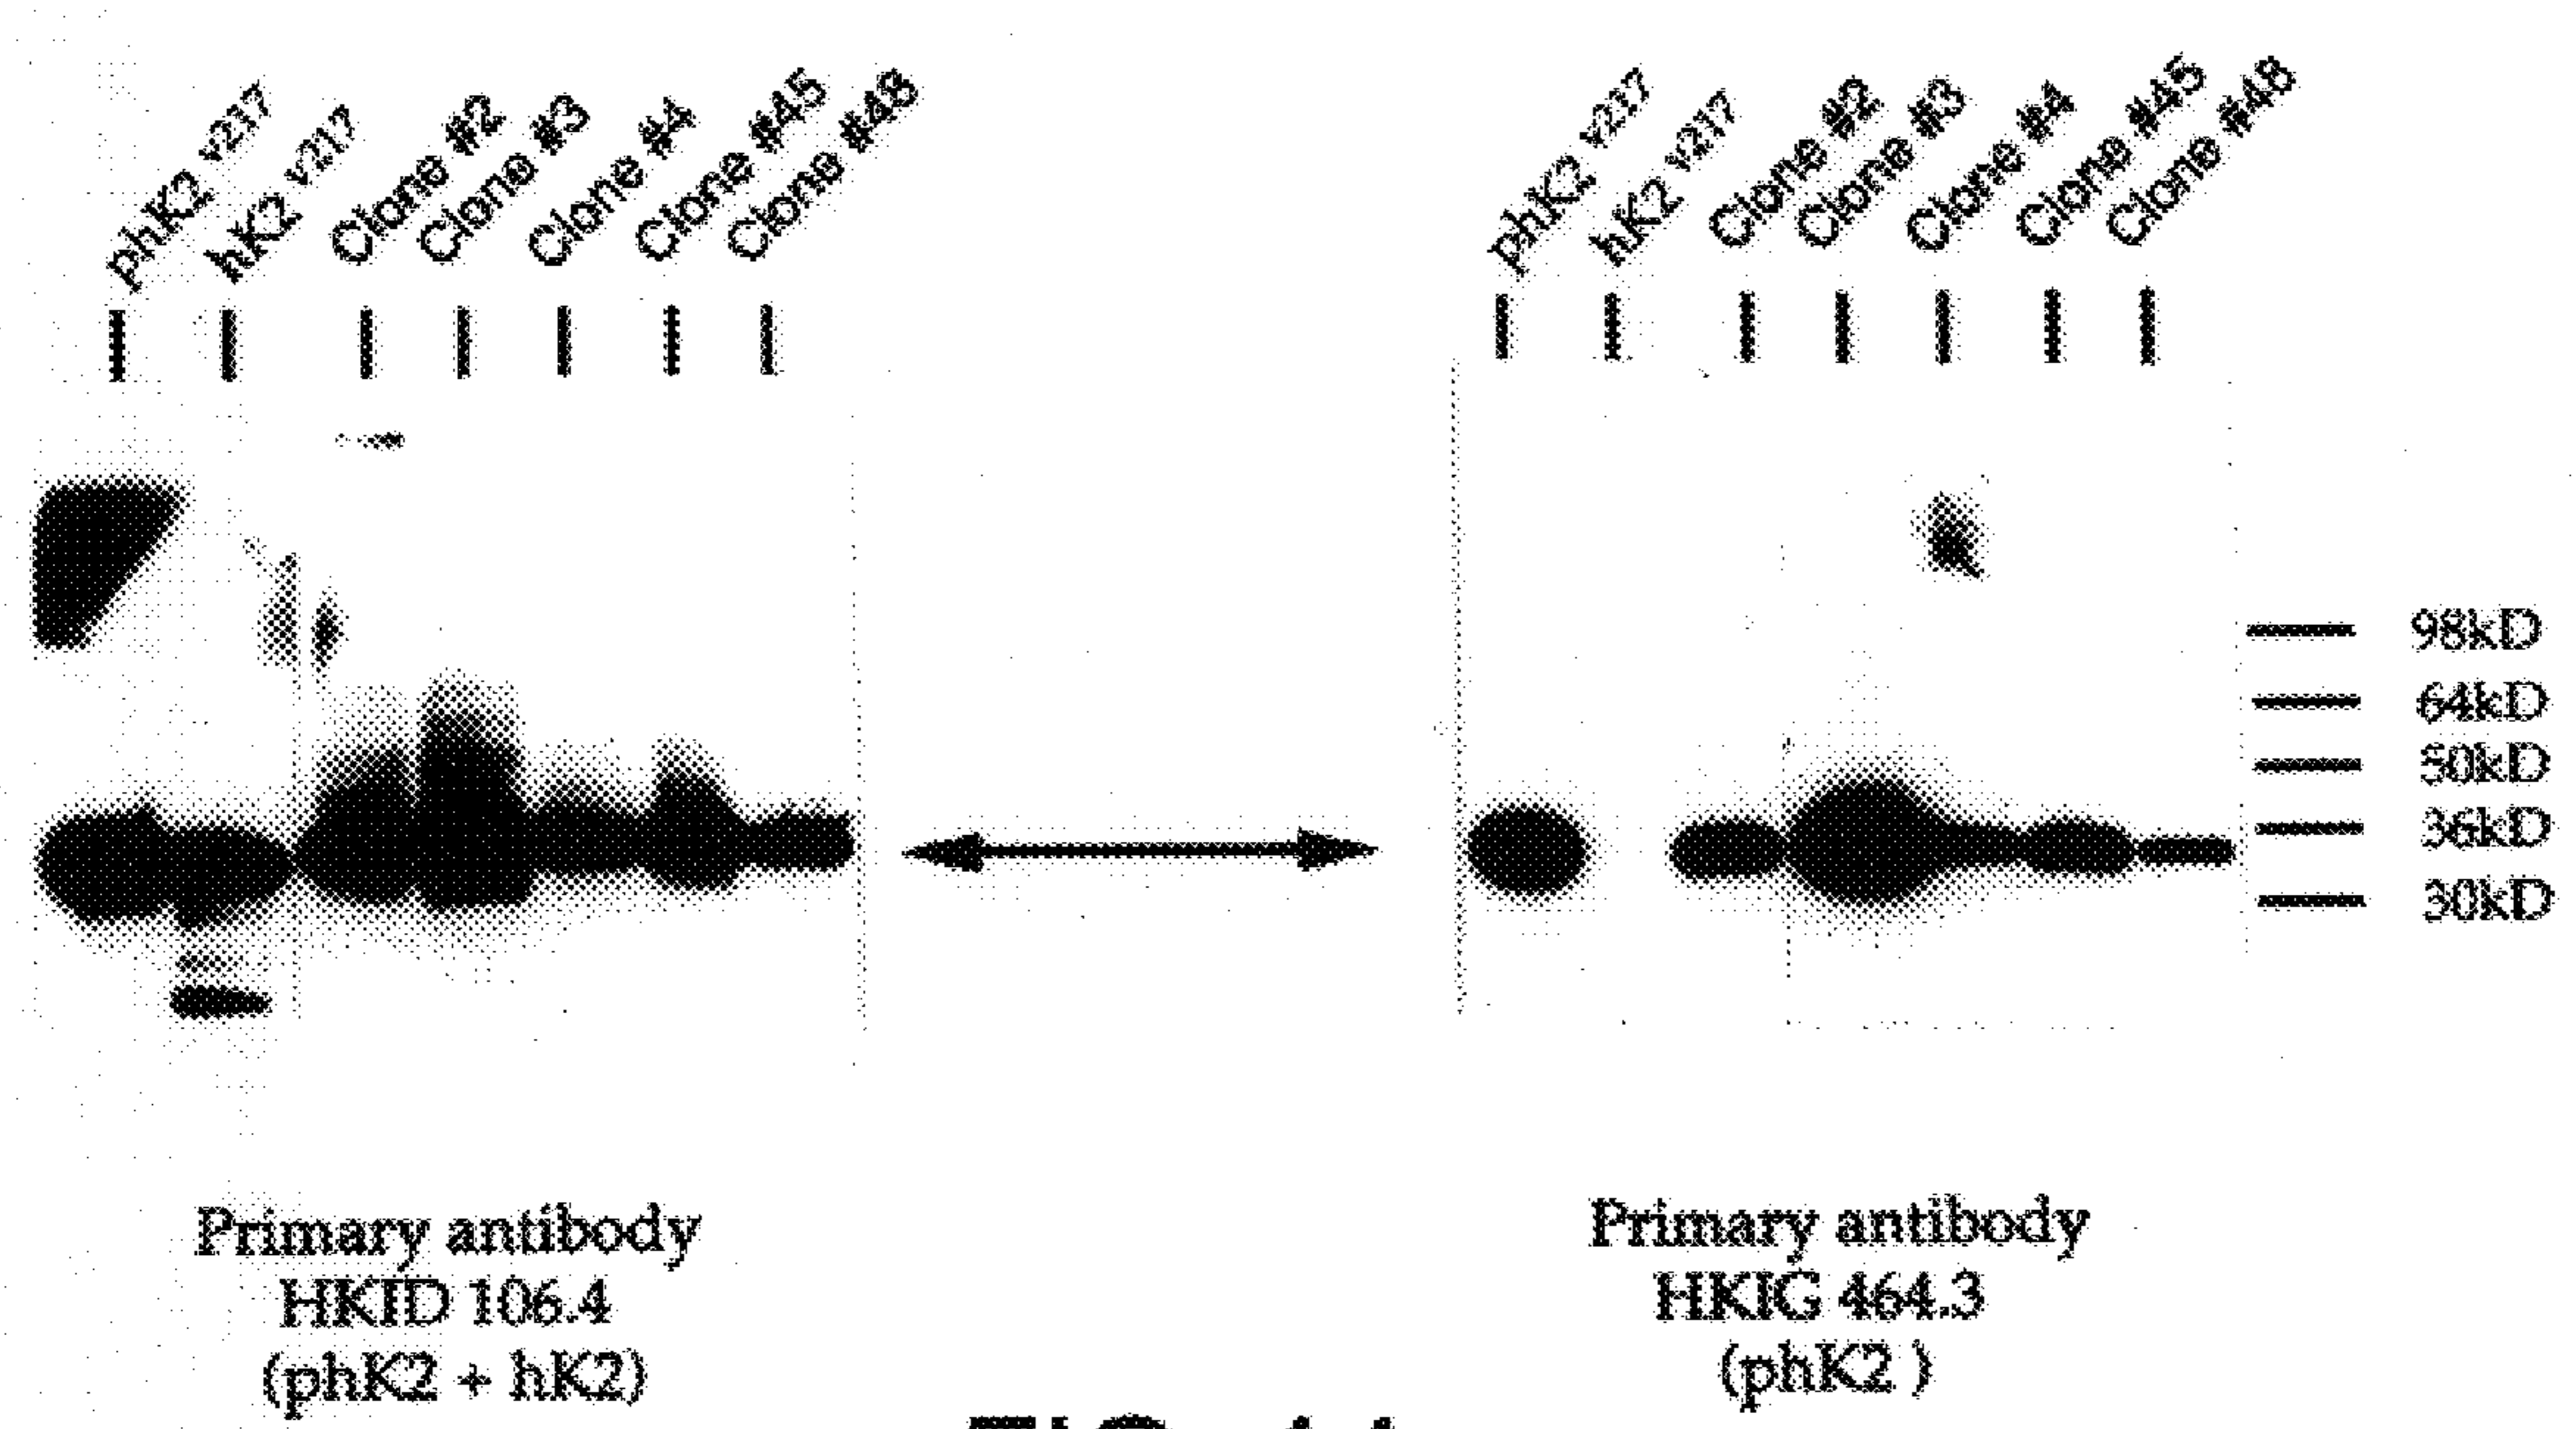 phK2 v217
hK2 v217
Clone #2
Clone #3
Clone #4
Clone #45
Clone #48
phK2 v217
hK2 v217
Clone #2
Clone #3
Clone #4
Clone #45
Clone #48
98kD
64kD
50kD
36kD
30kD
Primary antibody
HKID 106.4
(phK2 + hK2)
Primary antibody
HKIG 464.3
(phK2 )